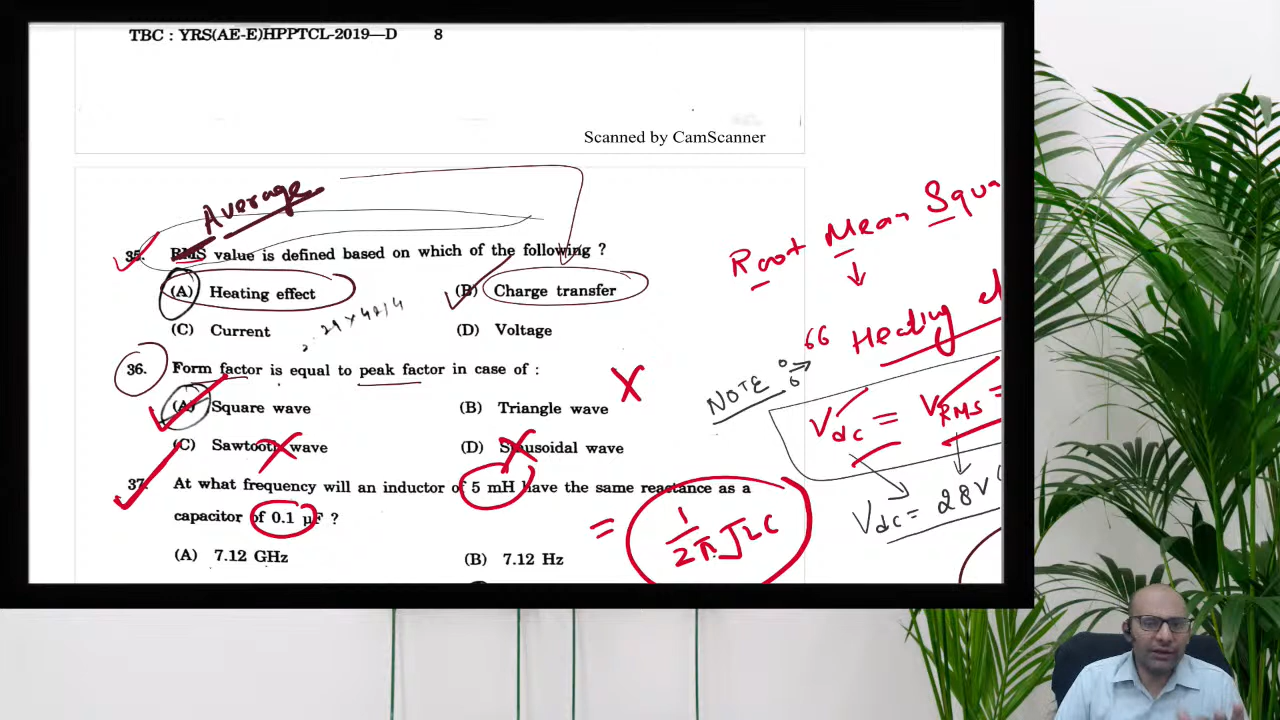 TBC : YRS(AE-E)HPPTCL-2019—D 8
Scanned by CamScanner
Average
35. RMS value is defined based on which of the following ?
(A) Heating effect (B) Charge transfer
(C) Current (D) Voltage
36. Form factor is equal to peak factor in case of :
(A) Square wave (B) Triangle wave
(C) Sawtooth wave (D) Sinusoidal wave
37. At what frequency will an inductor of 5 mH have the same reactance as a
capacitor of 0.1 µF ?
(A) 7.12 GHz (B) 7.12 Hz
= 1/2π√LC
Root Mean Squa
Heating
NOTE
Vdc = VRMS =
Vdc = 28V